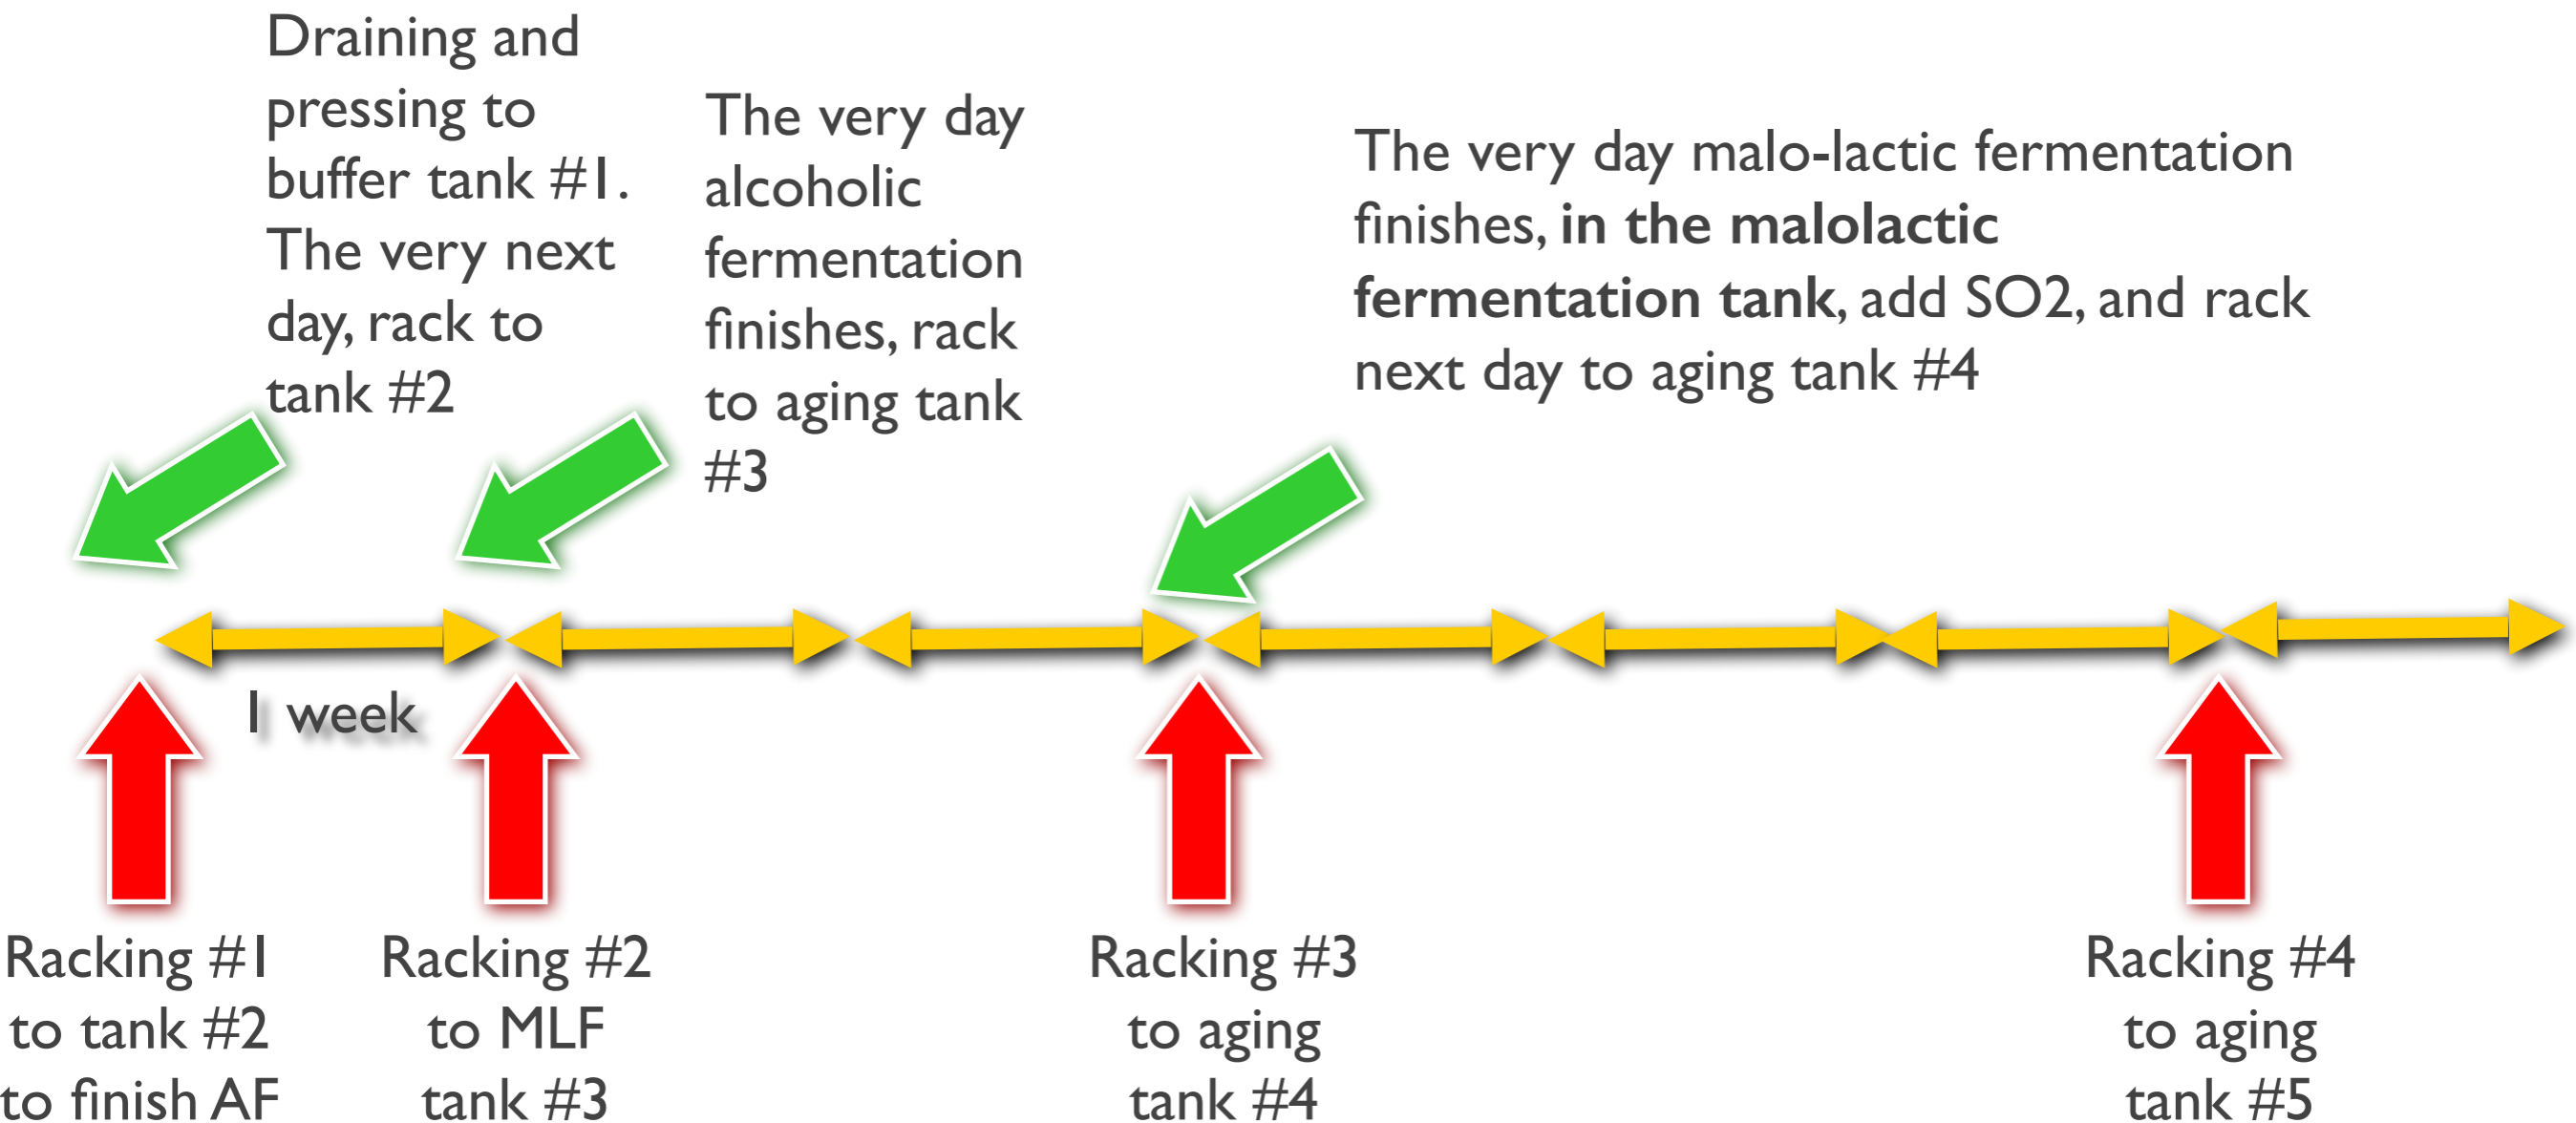 Draining and
pressing to
buffer tank #1.
The very next
day, rack to
tank #2
The very day
alcoholic
fermentation
finishes, rack
to aging tank
#3
The very day malo-lactic fermentation
finishes, in the malolactic
fermentation tank, add SO2, and rack
next day to aging tank #4
1 week
Racking #1
to tank #2
to finish AF
Racking #2
to MLF
tank #3
Racking #3
to aging
tank #4
Racking #4
to aging
tank #5